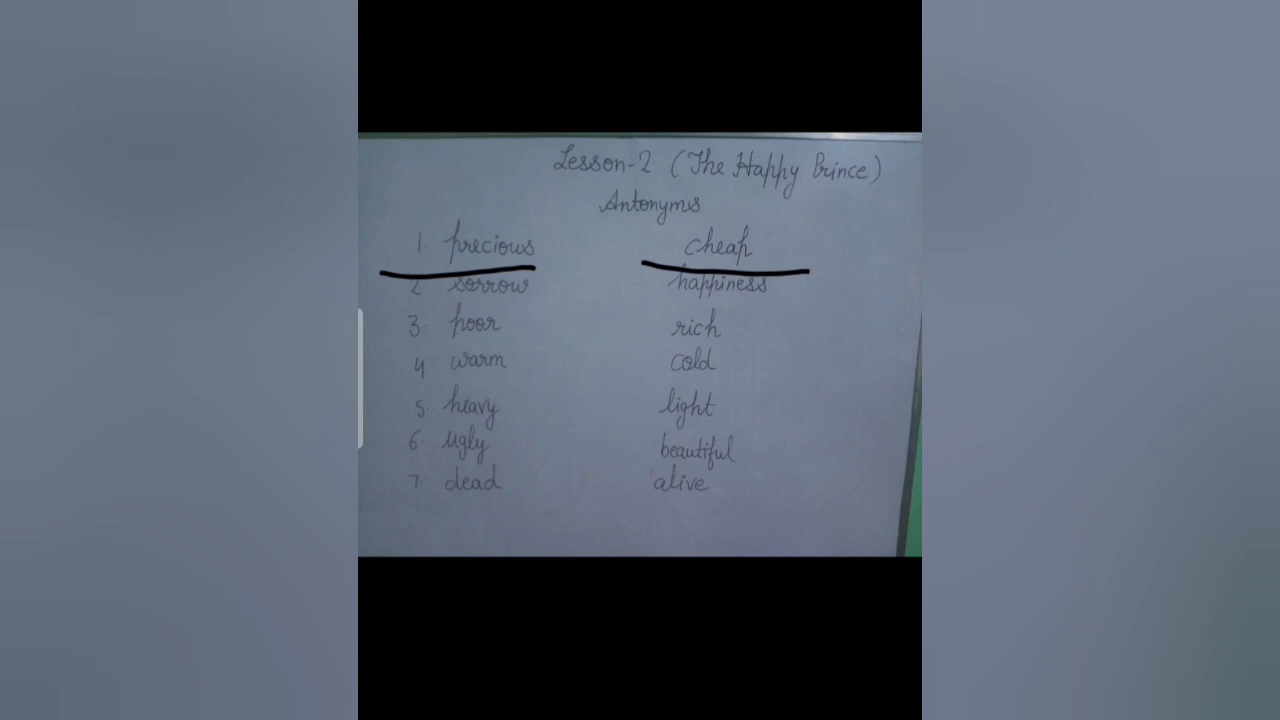 Lesson-2 (The Happy Prince)
Antonyms
1. precious cheap
2 sorrow happiness
3. poor rich
4 warm cold
5. heavy light
6. ugly beautiful
7 dead alive